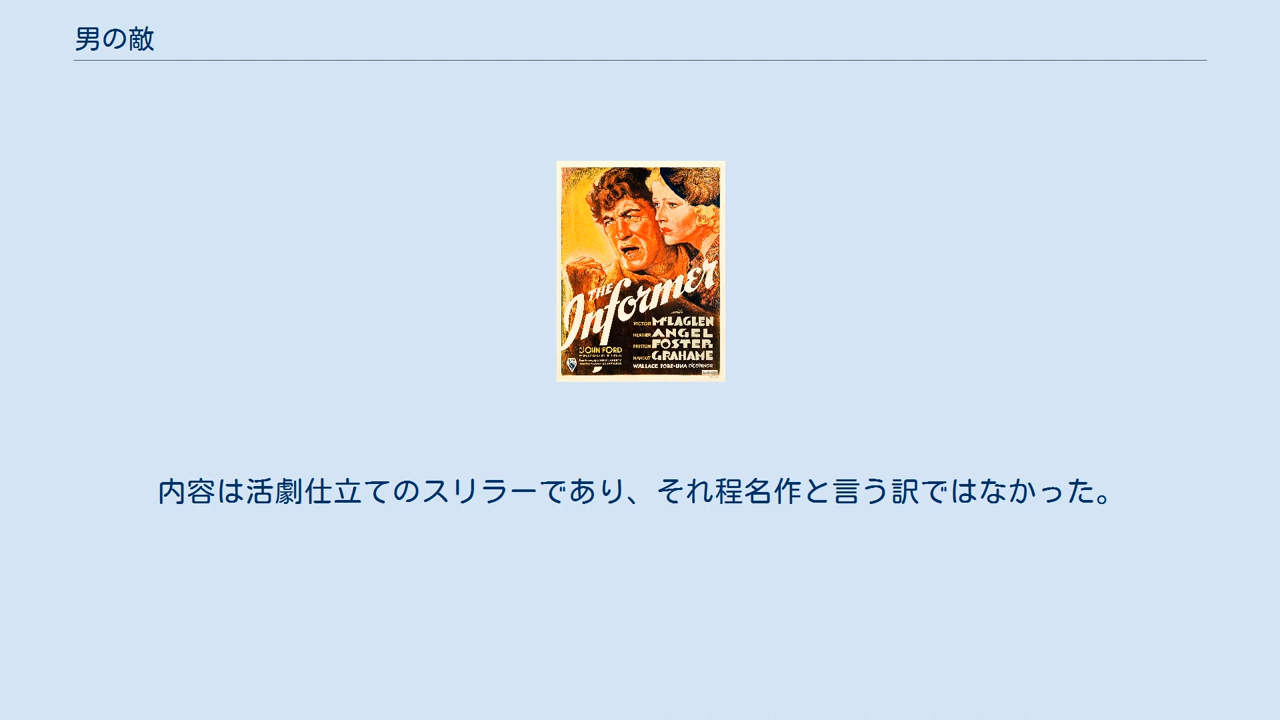 男の敵
THE
Informer
VICTOR McLAGLEN
HEATHER ANGEL
PRESTON FOSTER
MARGOT GRAHAME
WALLACE FORD·UNA O'CONNOR
JOHN FORD
内容は活劇仕立てのスリラーであり、それ程名作と言う訳ではなかった。